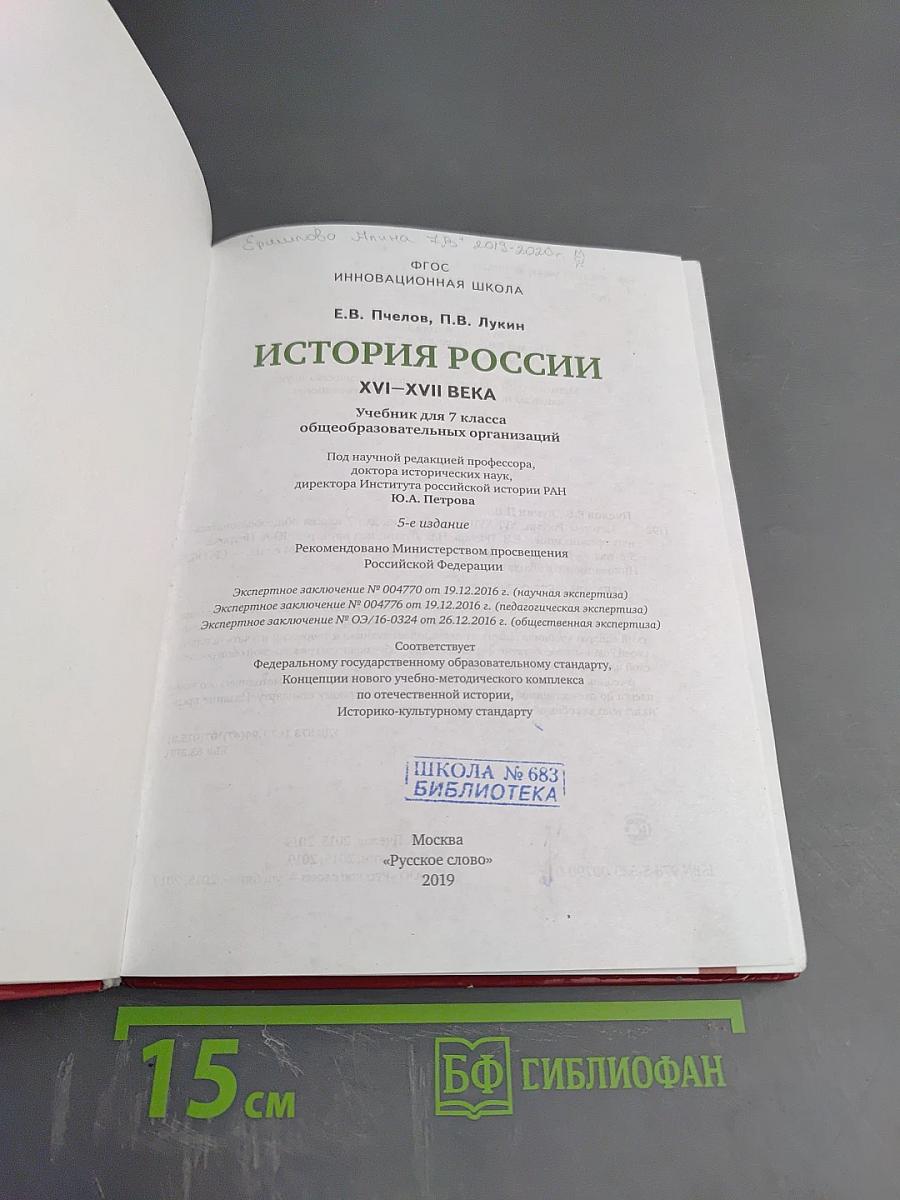 Алина 7"В" 2019-2020г
ФГОС
ИННОВАЦИОННАЯ ШКОЛА
Е.В. Пчелов, П.В. Лукин
ИСТОРИЯ РОССИИ
XVI—XVII ВЕКА
Учебник для 7 класса
общеобразовательных организаций
Под научной редакцией профессора,
доктора исторических наук,
директора Института российской истории РАН
Ю.А. Петрова
5-е издание
Рекомендовано Министерством просвещения
Российской Федерации
Экспертное заключение № 004770 от 19.12.2016 г. (научная экспертиза)
Экспертное заключение № 004776 от 19.12.2016 г. (педагогическая экспертиза)
Экспертное заключение № ОЭ/16-0324 от 26.12.2016 г. (общественная экспертиза)
Соответствует
Федеральному государственному образовательному стандарту,
Концепции нового учебно-методического комплекса
по отечественной истории,
Историко-культурному стандарту
ШКОЛА № 683
БИБЛИОТЕКА
Москва
«Русское слово»
2019
15 см
БФ БИБЛИОФАН